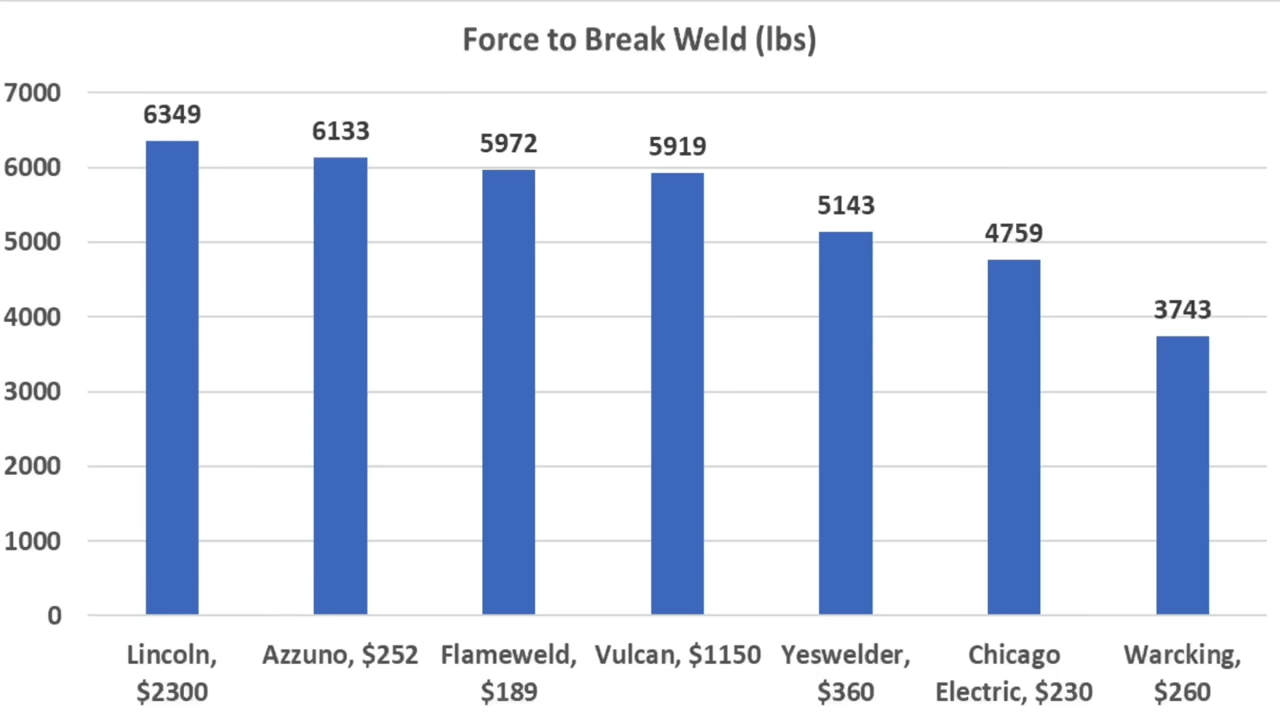 Force to Break Weld (lbs)
7000
6000
5000
4000
3000
2000
1000
0
6349
6133
5972
5919
5143
4759
3743
Lincoln,
$2300
Azzuno, $252
Flameweld,
$189
Vulcan, $1150
Yeswelder,
$360
Chicago
Electric, $230
Warcking,
$260